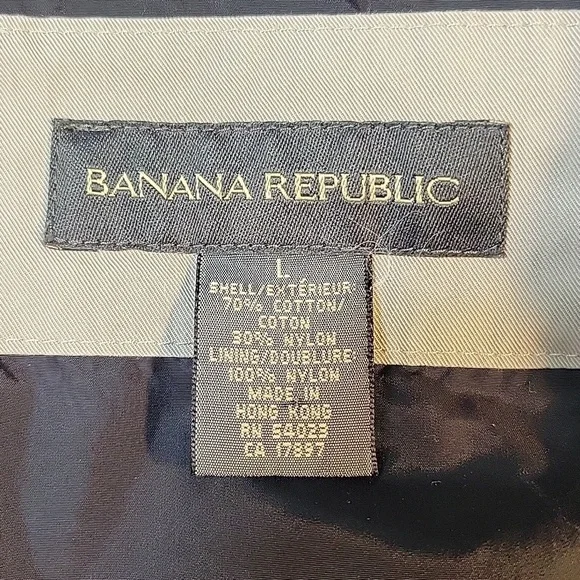 BANANA REPUBLIC
L
SHELL/EXTÉRIEUR:
70% COTTON/
COTON
30% NYLON
LINING/DOUBLURE:
100% NYLON
MADE IN
HONG KONG
RN 54023
CA 17897